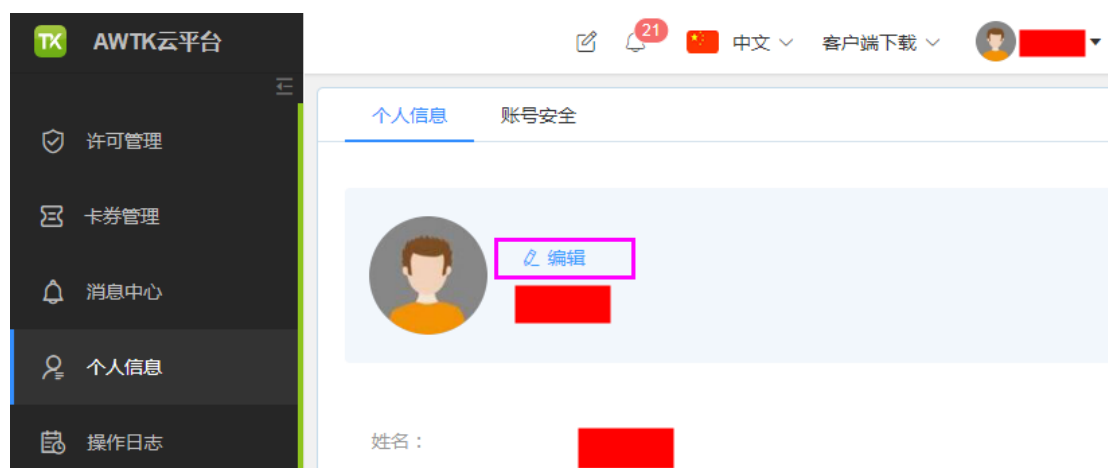 TK AWTK云平台
21 中文 客户端下载
个人信息 账号安全
许可管理
卡券管理
编辑
消息中心
个人信息
操作日志
姓名：